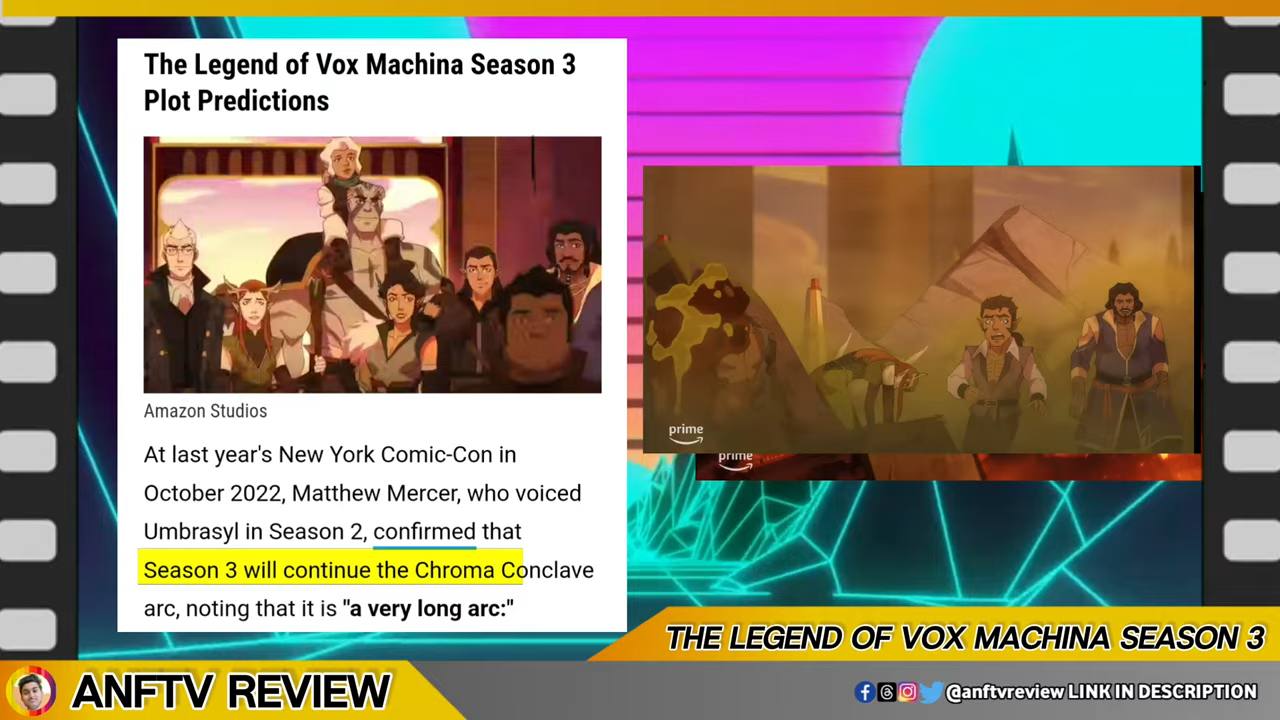 The Legend of Vox Machina Season 3
Plot Predictions
Amazon Studios
At last year's New York Comic-Con in
October 2022, Matthew Mercer, who voiced
Umbrasyl in Season 2, confirmed that
Season 3 will continue the Chroma Conclave
arc, noting that it is "a very long arc:"
prime
prime
THE LEGEND OF VOX MACHINA SEASON 3
ANFTV REVIEW
@anftvreview LINK IN DESCRIPTION